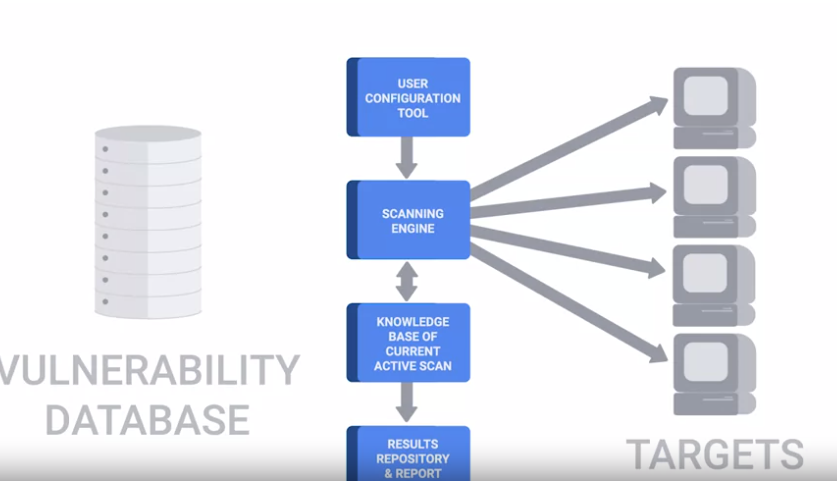 USER
CONFIGURATION
TOOL
SCANNING
ENGINE
KNOWLEDGE
BASE OF
CURRENT
ACTIVE SCAN
RESULTS
REPOSITORY
& REPORT
VULNERABILITY
DATABASE
TARGETS